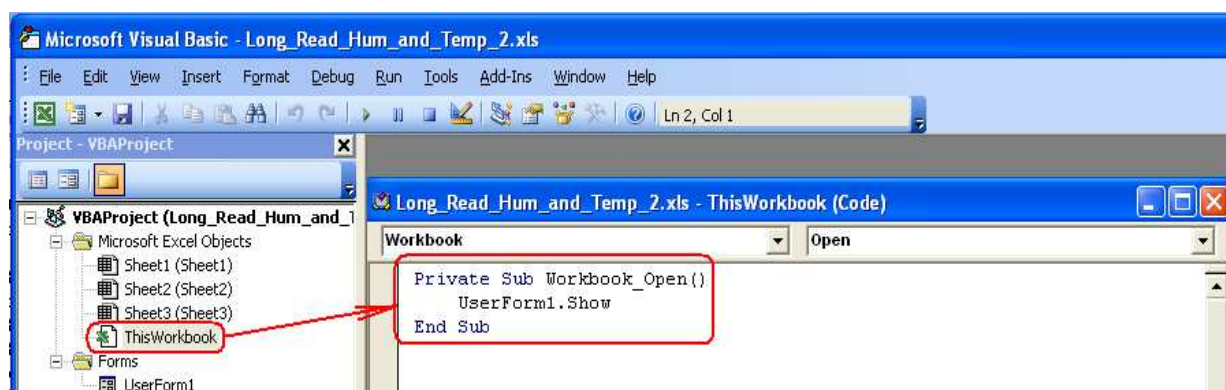 Microsoft Visual Basic - Long_Read_Hum_and_Temp_2.xls
File Edit View Insert Format Debug Run Tools Add-Ins Window Help
Ln 2, Col 1
Project - VBAProject
VBAProject (Long_Read_Hum_and_
Microsoft Excel Objects
Sheet1 (Sheet1)
Sheet2 (Sheet2)
Sheet3 (Sheet3)
ThisWorkbook
Forms
UserForm1
Long_Read_Hum_and_Temp_2.xls - ThisWorkbook (Code)
Workbook Open
Private Sub Workbook_Open()
UserForm1.Show
End Sub